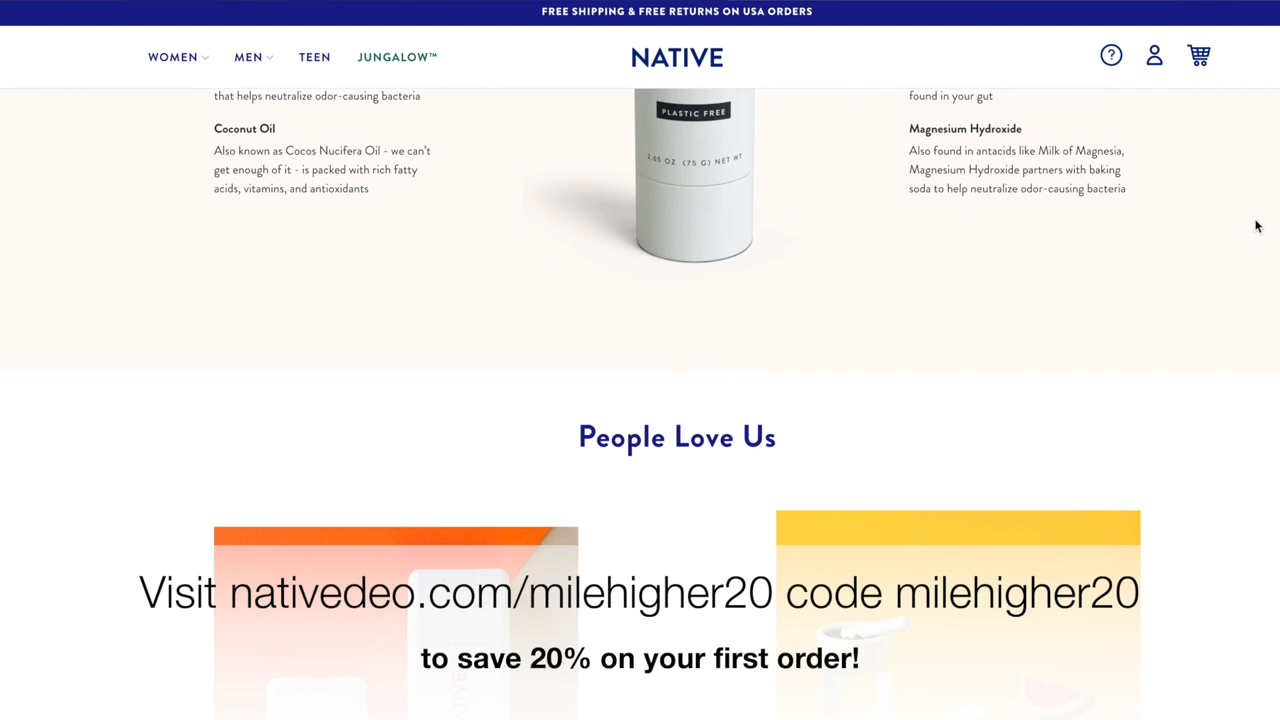 FREE SHIPPING & FREE RETURNS ON USA ORDERS
WOMEN MEN TEEN JUNGALOW™ NATIVE ?
that helps neutralize odor-causing bacteria
Coconut Oil
Also known as Cocos Nucifera Oil - we can't
get enough of it - is packed with rich fatty
acids, vitamins, and antioxidants
PLASTIC FREE
2.65 OZ (75 G) NET WT
found in your gut
Magnesium Hydroxide
Also found in antacids like Milk of Magnesia,
Magnesium Hydroxide partners with baking
soda to help neutralize odor-causing bacteria
People Love Us
Visit nativedeo.com/milehigher20 code milehigher20
to save 20% on your first order!
NATIVE